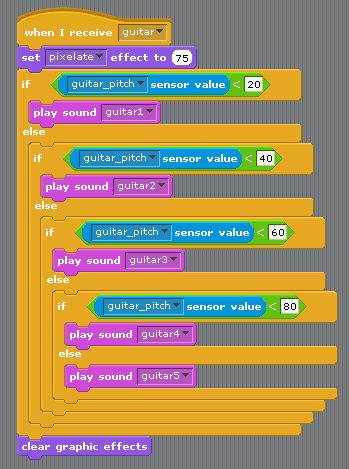 when I receive guitar
set pixelate effect to 75
if guitar_pitch sensor value < 20
play sound guitar1
else
if guitar_pitch sensor value < 40
play sound guitar2
else
if guitar_pitch sensor value < 60
play sound guitar3
else
if guitar_pitch sensor value < 80
play sound guitar4
else
play sound guitar5
clear graphic effects